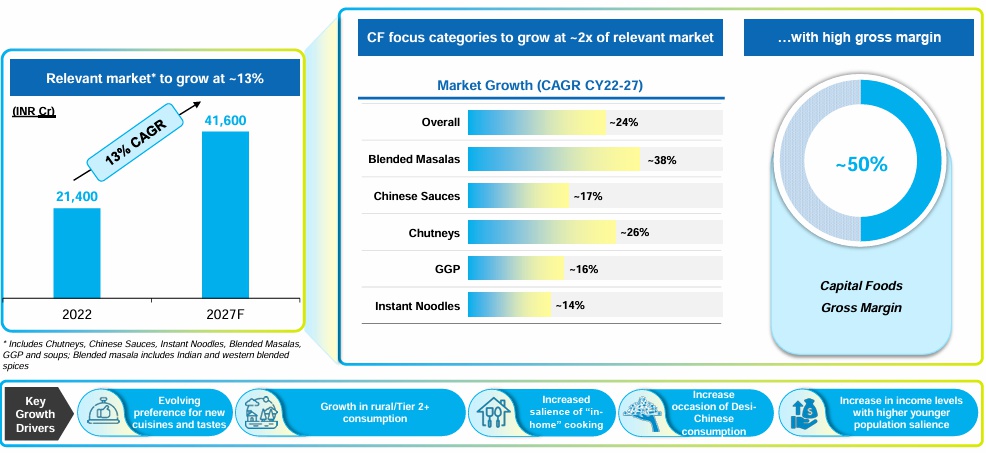 Relevant market* to grow at ~13%
(INR Cr)
13% CAGR
21,400
41,600
2022
2027F
* Includes Chutneys, Chinese Sauces, Instant Noodles, Blended Masalas,
GGP and soups; Blended masala includes Indian and western blended
spices
CF focus categories to grow at ~2x of relevant market
Market Growth (CAGR CY22-27)
Overall ~24%
Blended Masalas ~38%
Chinese Sauces ~17%
Chutneys ~26%
GGP ~16%
Instant Noodles ~14%
...with high gross margin
~50%
Capital Foods
Gross Margin
Key
Growth
Drivers
Evolving
preference for new
cuisines and tastes
Growth in rural/Tier 2+
consumption
Increased
salience of “in-
home” cooking
Increase
occasion of Desi-
Chinese
consumption
Increase in income levels
with higher younger
population salience
$